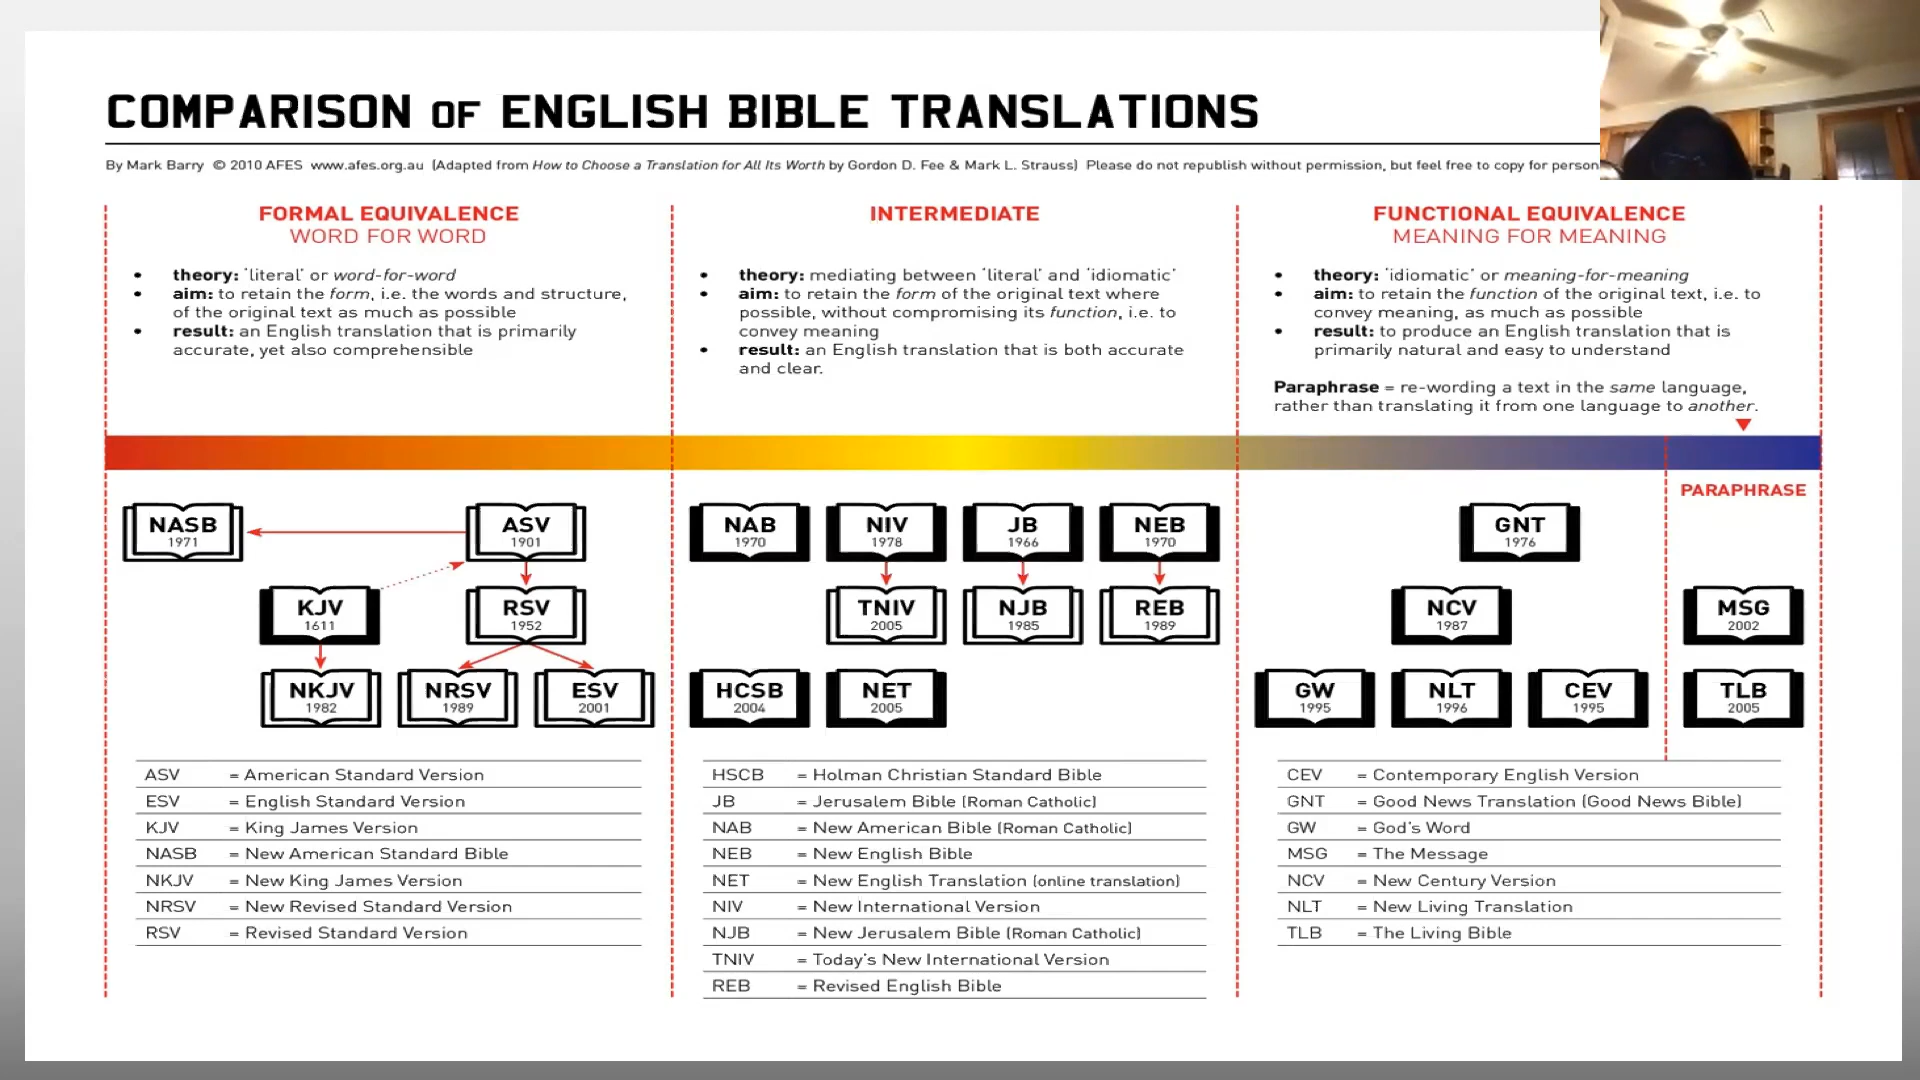 COMPARISON OF ENGLISH BIBLE TRANSLATIONS
By Mark Barry © 2010 AFES www.afes.org.au (Adapted from How to Choose a Translation for All Its Worth by Gordon D. Fee & Mark L. Strauss) Please do not republish without permission, but feel free to copy for
FORMAL EQUIVALENCE
WORD FOR WORD
• theory: 'literal' or word-for-word
• aim: to retain the form, i.e. the words and structure,
of the original text as much as possible
• result: an English translation that is primarily
accurate, yet also comprehensible
INTERMEDIATE
• theory: mediating between 'literal' and 'idiomatic'
• aim: to retain the form of the original text where
possible, without compromising its function, i.e. to
convey meaning
• result: an English translation that is both accurate
and clear.
FUNCTIONAL EQUIVALENCE
MEANING FOR MEANING
• theory: 'idiomatic' or meaning-for-meaning
• aim: to retain the function of the original text, i.e. to
convey meaning, as much as possible
• result: to produce an English translation that is
primarily natural and easy to understand
Paraphrase = re-wording a text in the same language,
rather than translating it from one language to another.
PARAPHRASE
NASB
1971
ASV
1901
KJV
1611
RSV
1952
NKJV
1982
NRSV
1989
ESV
2001
NAB
1970
NIV
1978
JB
1966
NEB
1970
TNIV
2005
NJB
1985
REB
1989
HCSB
2004
NET
2005
GNT
1976
NCV
1987
MSG
2002
GW
1995
NLT
1996
CEV
1995
TLB
2005
ASV = American Standard Version
ESV = English Standard Version
KJV = King James Version
NASB = New American Standard Bible
NKJV = New King James Version
NRSV = New Revised Standard Version
RSV = Revised Standard Version
HSCB = Holman Christian Standard Bible
JB = Jerusalem Bible (Roman Catholic)
NAB = New American Bible (Roman Catholic)
NEB = New English Bible
NET = New English Translation (online translation)
NIV = New International Version
NJB = New Jerusalem Bible (Roman Catholic)
TNIV = Today's New International Version
REB = Revised English Bible
CEV = Contemporary English Version
GNT = Good News Translation (Good News Bible)
GW = God's Word
MSG = The Message
NCV = New Century Version
NLT = New Living Translation
TLB = The Living Bible